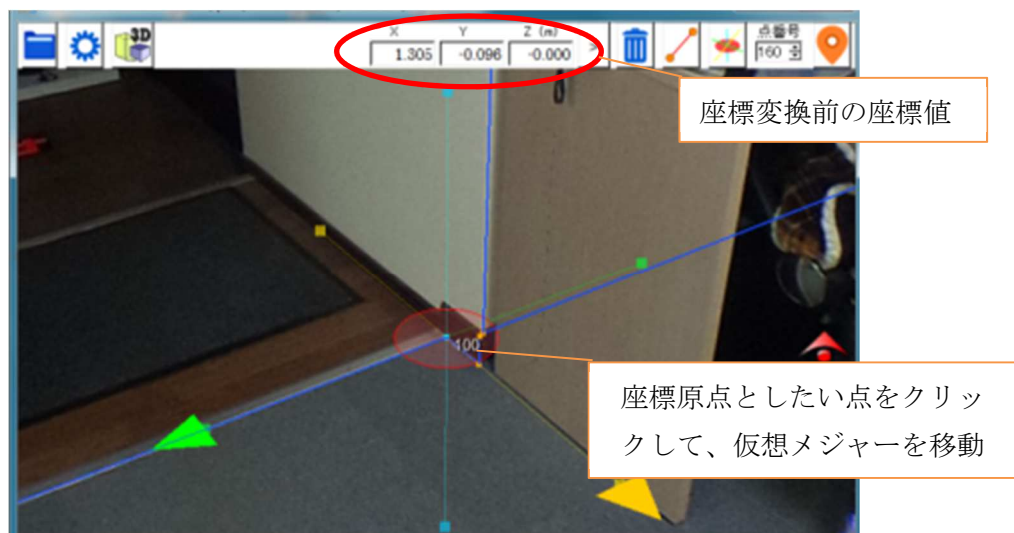 3D
X Y Z (m)
1.305 -0.096 -0.000 >
点番号
160
座標変換前の座標値
100
座標原点としたい点をクリッ
クして、仮想メジャーを移動